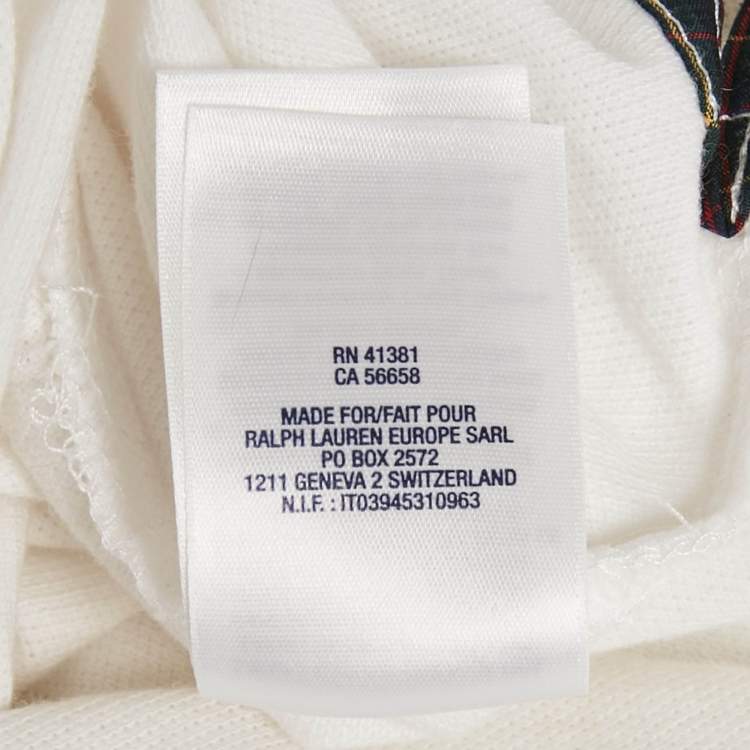 RN 41381
CA 56658
MADE FOR/FAIT POUR
RALPH LAUREN EUROPE SARL
PO BOX 2572
1211 GENEVA 2 SWITZERLAND
N.I.F. : IT03945310963